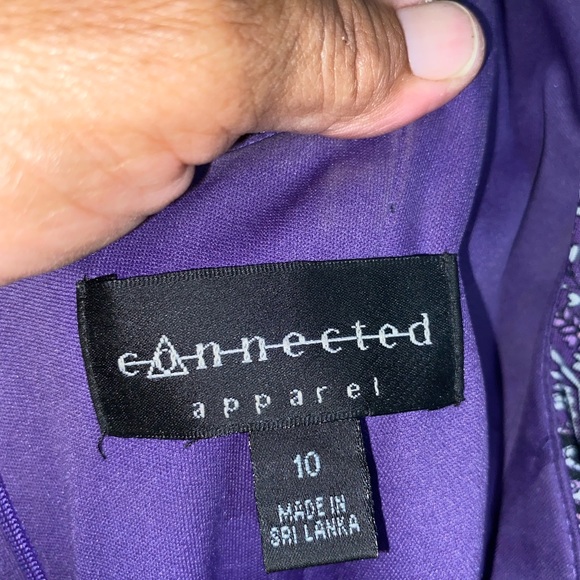 connected
apparel
10
MADE IN
SRI LANKA